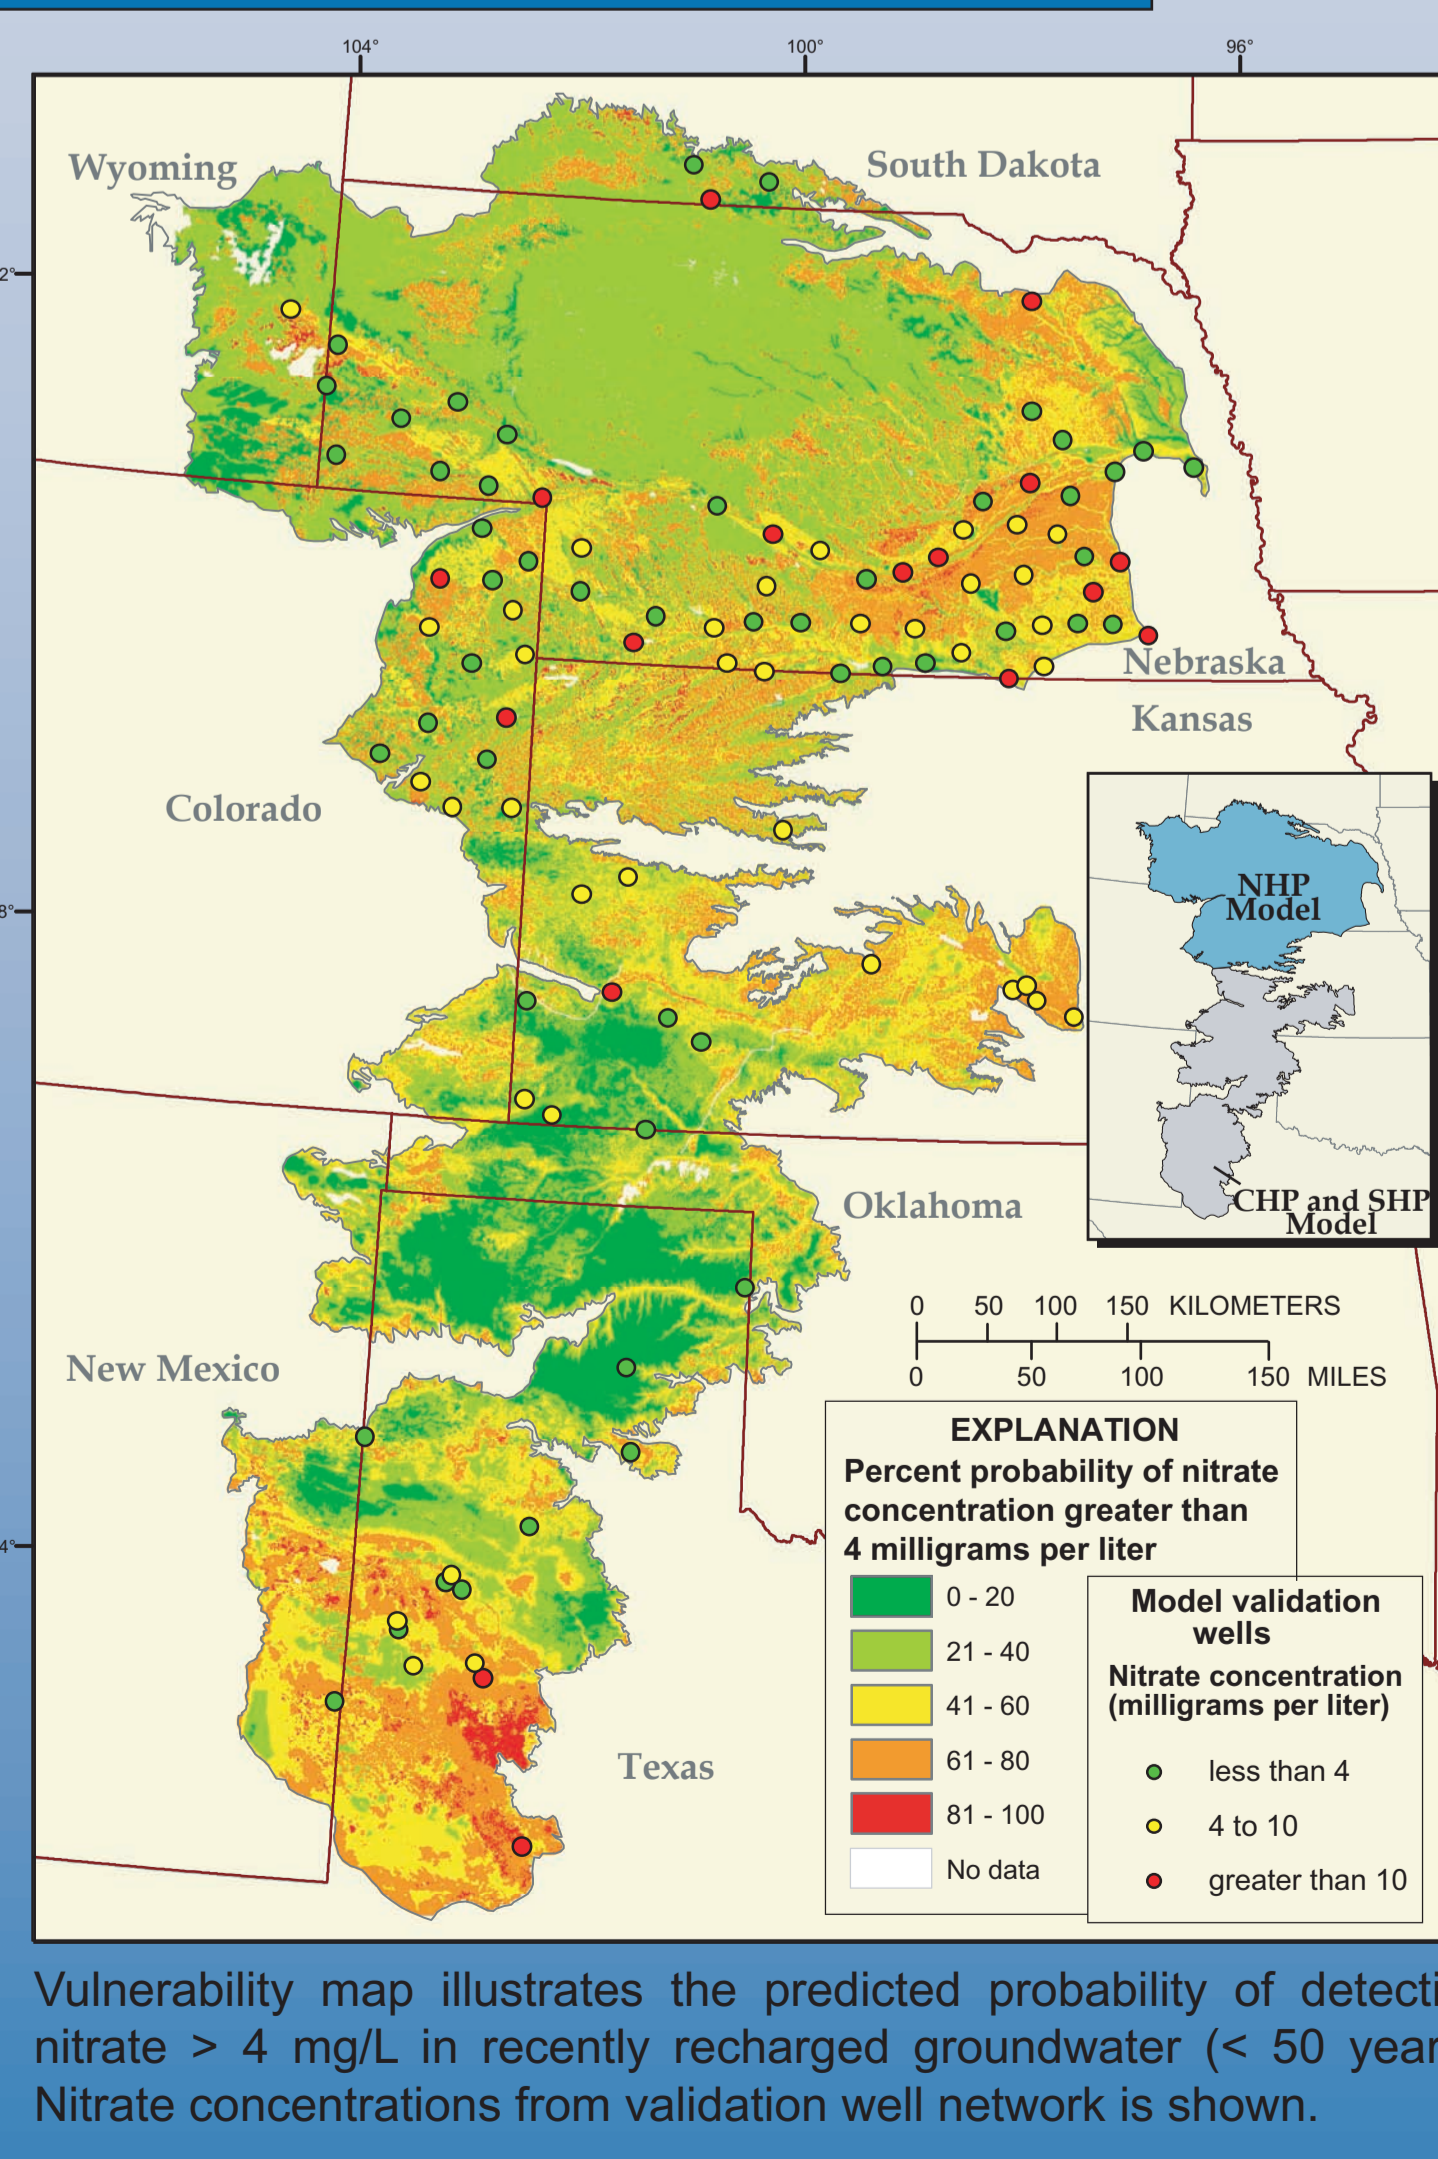 104°
100°
96°
Wyoming
South Dakota
2°
Nebraska
Kansas
Colorado
NHP
Model
8°
CHP and SHP
Model
Oklahoma
0 50 100 150 KILOMETERS
0 50 100 150 MILES
New Mexico
EXPLANATION
Percent probability of nitrate
concentration greater than
4 milligrams per liter
4°
0 - 20
21 - 40
41 - 60
61 - 80
81 - 100
No data
Model validation
wells
Nitrate concentration
(milligrams per liter)
less than 4
4 to 10
greater than 10
Texas
Vulnerability map illustrates the predicted probability of detecti
nitrate > 4 mg/L in recently recharged groundwater (< 50 year
Nitrate concentrations from validation well network is shown.